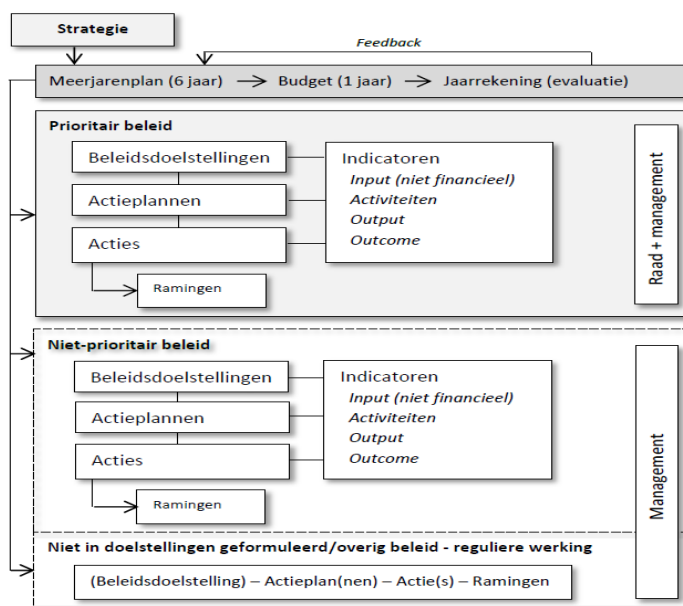 Strategie
Feedback
Meerjarenplan (6 jaar) → Budget (1 jaar) → Jaarrekening (evaluatie)
Prioritair beleid
Beleidsdoelstellingen
Actieplannen
Acties
Ramingen
Indicatoren
Input (niet financieel)
Activiteiten
Output
Outcome
Raad + management
Niet-prioritair beleid
Beleidsdoelstellingen
Actieplannen
Acties
Ramingen
Indicatoren
Input (niet financieel)
Activiteiten
Output
Outcome
Management
Niet in doelstellingen geformuleerd/overig beleid - reguliere werking
(Beleidsdoelstelling) – Actieplan(nen) – Actie(s) – Ramingen